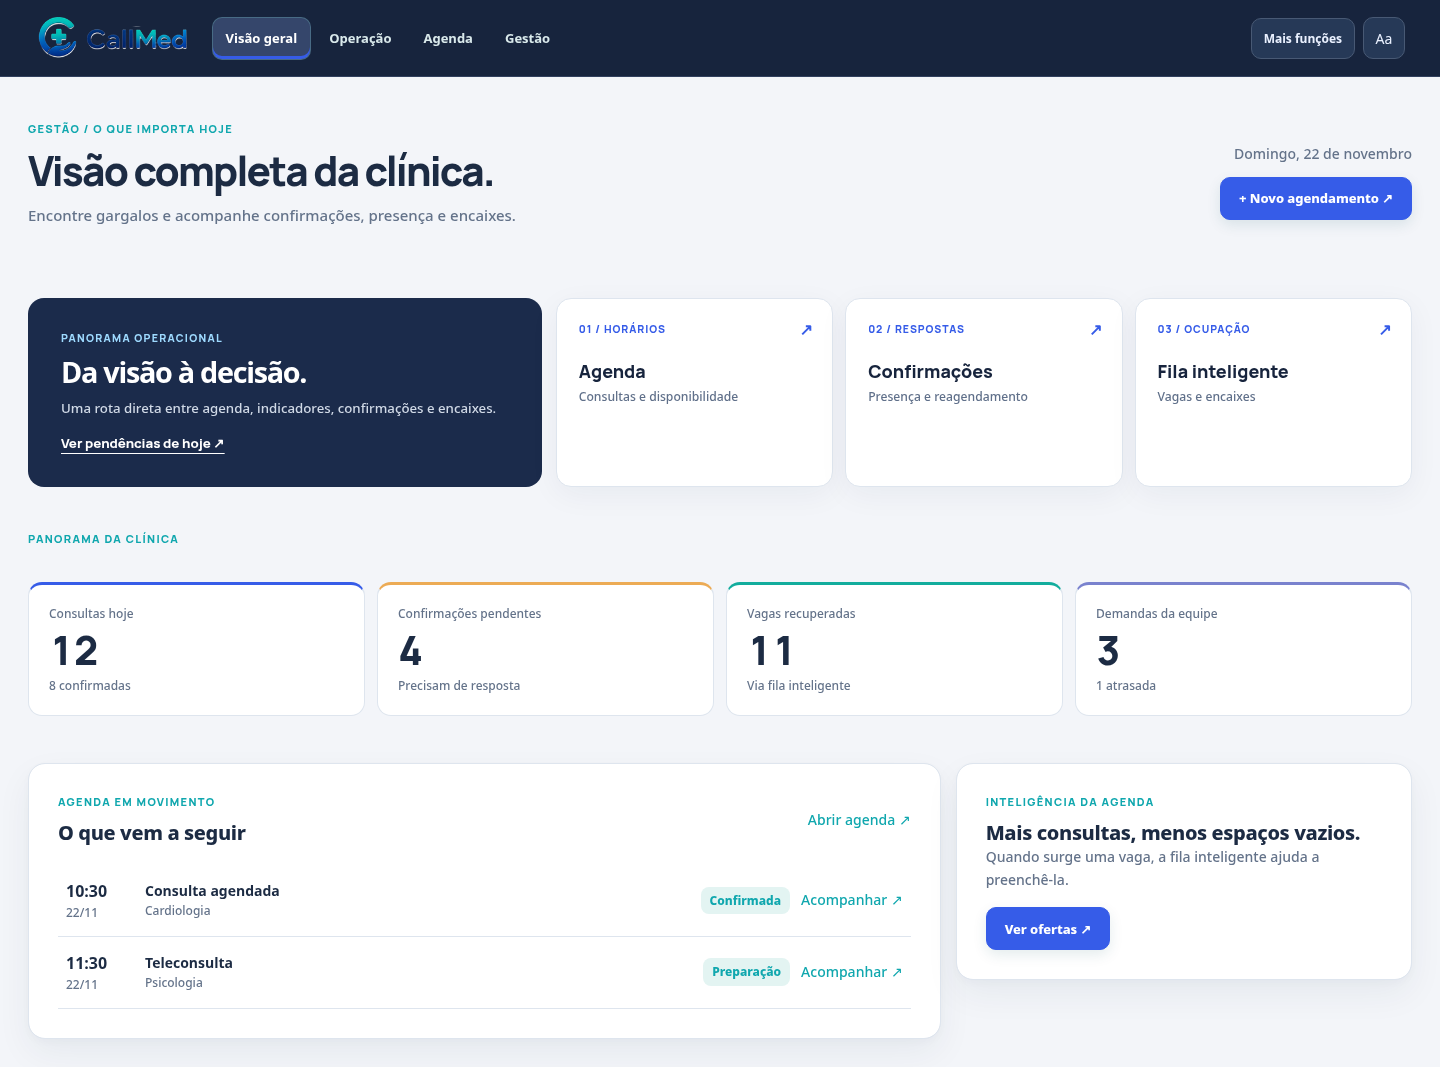 CallMed
Visão geral
Operação
Agenda
Gestão
Mais funções
Aa
GESTÃO / O QUE IMPORTA HOJE
Visão completa da clínica.
Encontre gargalos e acompanhe confirmações, presença e encaixes.
Domingo, 22 de novembro
+ Novo agendamento ↗
PANORAMA OPERACIONAL
Da visão à decisão.
Uma rota direta entre agenda, indicadores, confirmações e encaixes.
Ver pendências de hoje ↗
01 / HORÁRIOS ↗
Agenda
Consultas e disponibilidade
02 / RESPOSTAS ↗
Confirmações
Presença e reagendamento
03 / OCUPAÇÃO ↗
Fila inteligente
Vagas e encaixes
PANORAMA DA CLÍNICA
Consultas hoje
12
8 confirmadas
Confirmações pendentes
4
Precisam de resposta
Vagas recuperadas
11
Via fila inteligente
Demandas da equipe
3
1 atrasada
AGENDA EM MOVIMENTO
O que vem a seguir
Abrir agenda ↗
10:30
22/11
Consulta agendada
Cardiologia
Confirmada
Acompanhar ↗
11:30
22/11
Teleconsulta
Psicologia
Preparação
Acompanhar ↗
INTELIGÊNCIA DA AGENDA
Mais consultas, menos espaços vazios.
Quando surge uma vaga, a fila inteligente ajuda a
preenchê-la.
Ver ofertas ↗